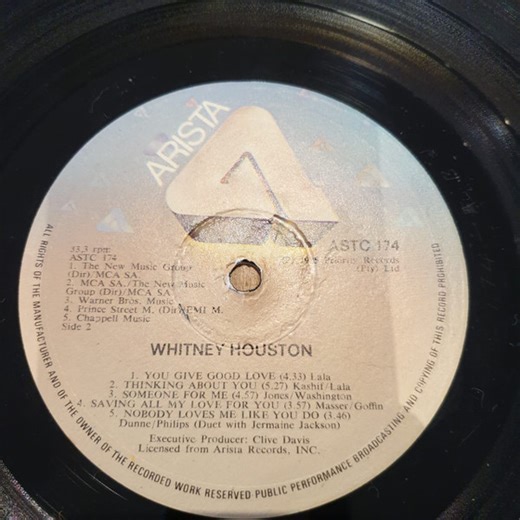 ARISTA
ASTC 174
33.3 rpm
ASTC 174
1985 Priority Records
(Pty) Ltd
1. The New Music Group
(Dir)/MCA SA.
2. MCA SA./The New Music
Group (Dir)/MCA SA.
3. Warner Bros. Music
4. Prince Street M. (Dir)/EMI M.
5. Chappell Music
Side 2
WHITNEY HOUSTON
1. YOU GIVE GOOD LOVE (4.33) Lala
2. THINKING ABOUT YOU (5.27) Kashif/Lala
3. SOMEONE FOR ME (4.57) Jones/Washington
4. SAVING ALL MY LOVE FOR YOU (3.57) Masser/Goffin
5. NOBODY LOVES ME LIKE YOU DO (3.46)
Dunne/Philips (Duet with Jermaine Jackson)
Executive Producer: Clive Davis
Licensed from Arista Records, INC.
ALL RIGHTS OF THE MANUFACTURER AND OF THE OWNER OF THE RECORDED WORK RESERVED PUBLIC PERFORMANCE BROADCASTING AND COPYING OF THIS RECORD PROHIBITED